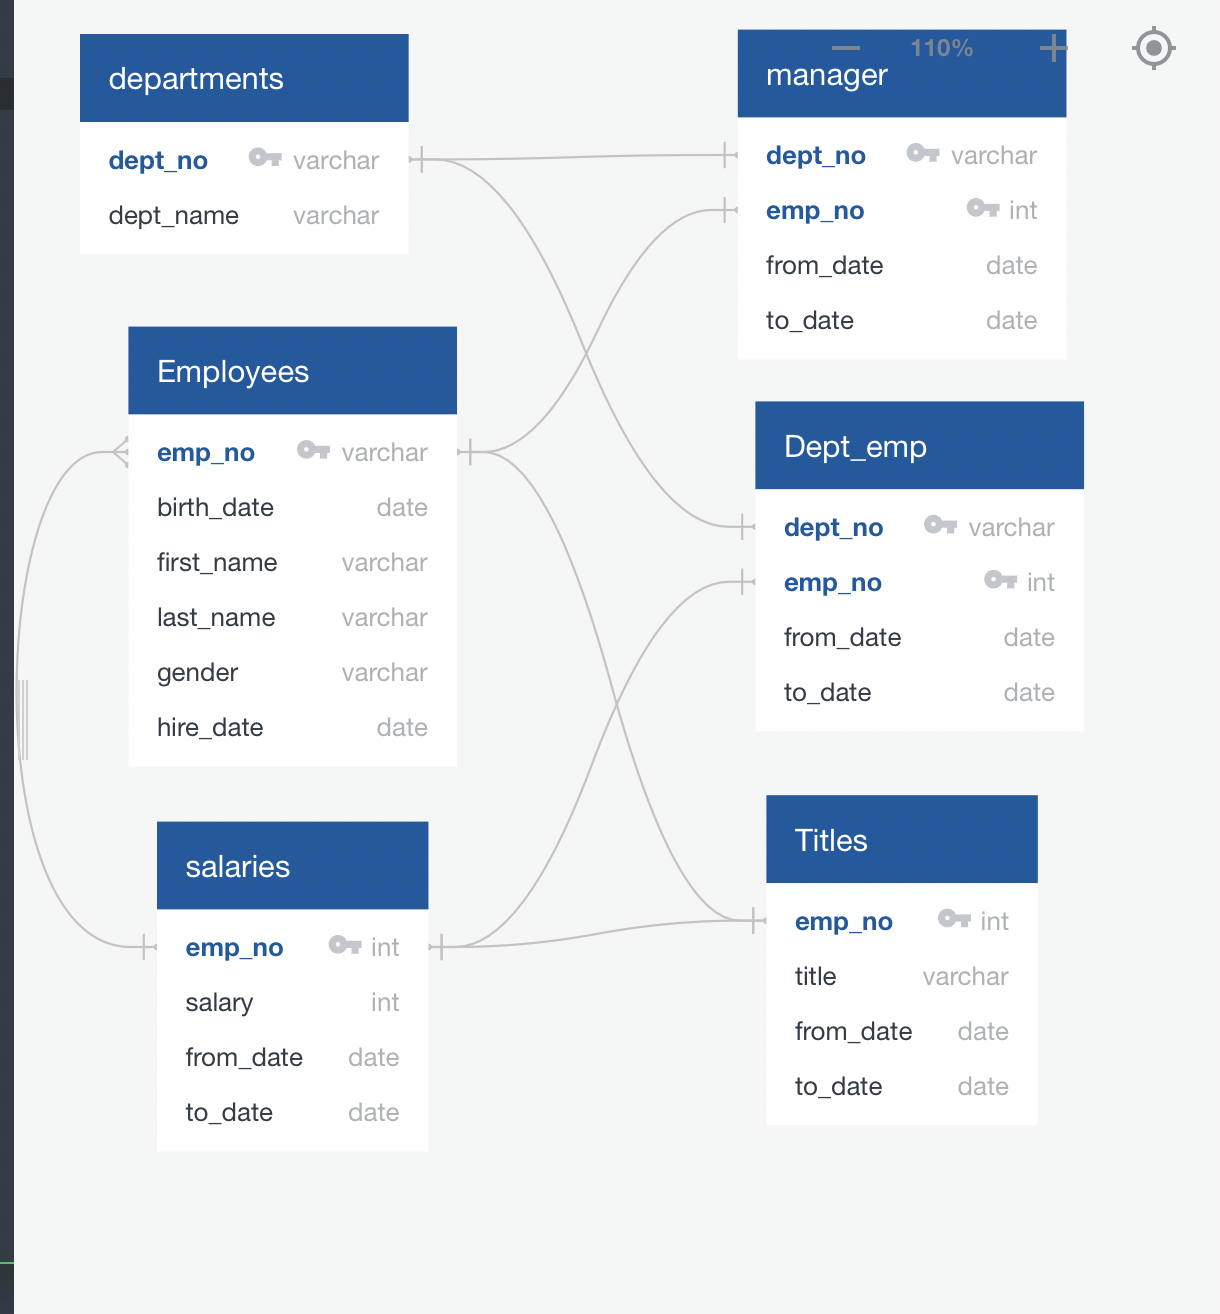 departments
dept_no varchar
dept_name varchar
110%
manager
dept_no varchar
emp_no int
from_date date
to_date date
Employees
emp_no varchar
birth_date date
first_name varchar
last_name varchar
gender varchar
hire_date date
Dept_emp
dept_no varchar
emp_no int
from_date date
to_date date
salaries
emp_no int
salary int
from_date date
to_date date
Titles
emp_no int
title varchar
from_date date
to_date date